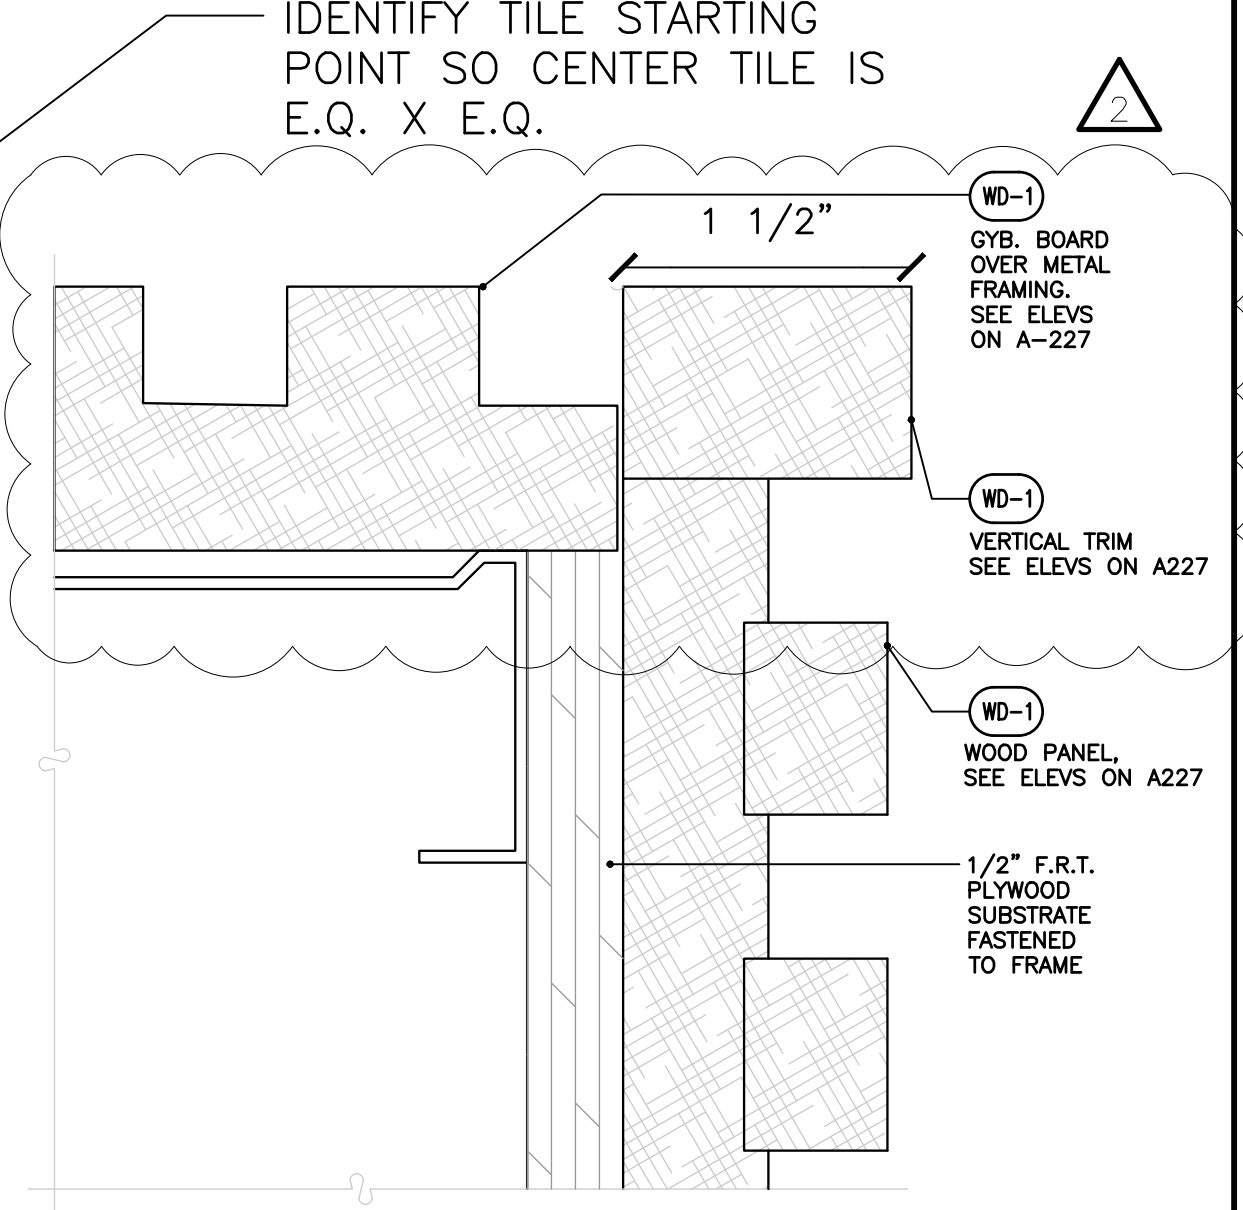 IDENTIFY TILE STARTING
POINT SO CENTER TILE IS
E.Q. X E.Q.
2
WD-1
1 1/2"
GYB. BOARD
OVER METAL
FRAMING.
SEE ELEVS
ON A-227
WD-1
VERTICAL TRIM
SEE ELEVS ON A227
WD-1
WOOD PANEL,
SEE ELEVS ON A227
1/2" F.R.T.
PLYWOOD
SUBSTRATE
FASTENED
TO FRAME